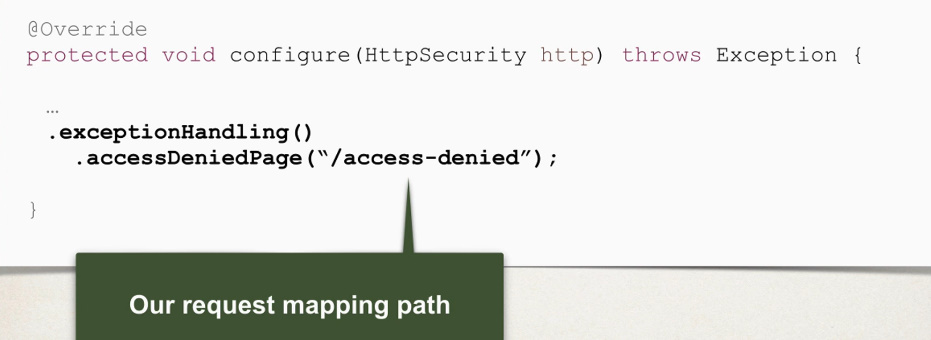 @Override
protected void configure(HttpSecurity http) throws Exception {
…
.exceptionHandling()
.accessDeniedPage(“/access-denied”);
}
Our request mapping path